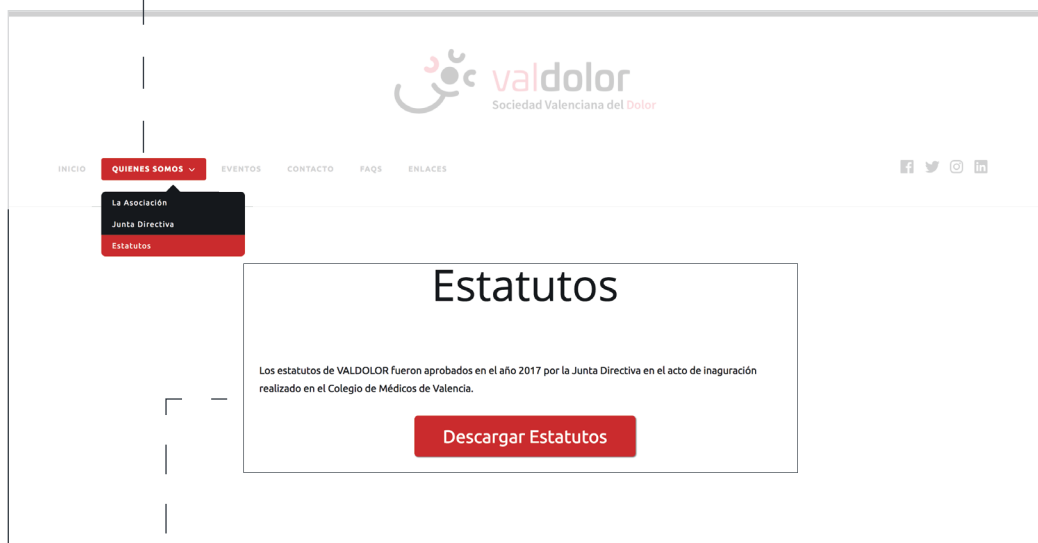 valdolor
Sociedad Valenciana del Dolor
INICIO QUIENES SOMOS EVENTOS CONTACTO FAQS ENLACES
La Asociación
Junta Directiva
Estatutos
Estatutos
Los estatutos de VALDOLOR fueron aprobados en el año 2017 por la Junta Directiva en el acto de inaguración
realizado en el Colegio de Médicos de Valencia.
Descargar Estatutos